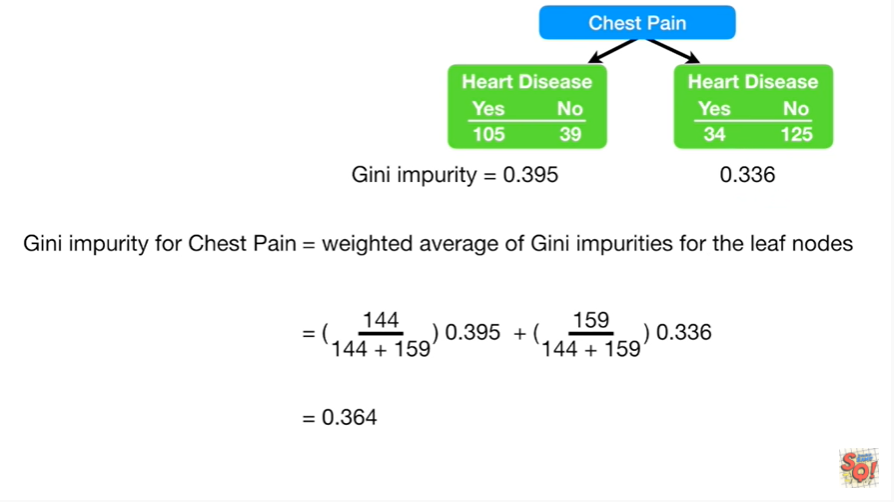 Chest Pain
Heart Disease Heart Disease
Yes No Yes No
105 39 34 125
Gini impurity = 0.395 0.336
Gini impurity for Chest Pain = weighted average of Gini impurities for the leaf nodes
= ( 144 / 144 + 159 ) 0.395 + ( 159 / 144 + 159 ) 0.336
= 0.364
SO!